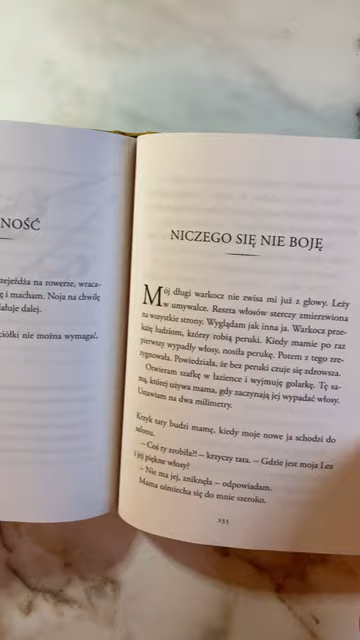 NOŚĆ
zejeżdża na rowerze, wraca-
ę i macham. Noja na chwilę
łaluje dalej.
ciółki nie można wymagać,
NICZEGO SIĘ NIE BOJĘ
Mój długi warkocz nie zwisa mi już z głowy. Leży
w umywalce. Reszta włosów sterczy zmierzwiona
na wszystkie strony. Wyglądam jak inna ja. Warkocz prze-
każę ludziom, którzy robią peruki. Kiedy mamie po raz
pierwszy wypadły włosy, nosiła perukę. Potem z tego zre-
zygnowała. Powiedziała, że bez peruki czuje się zdrowsza.
Otwieram szafkę w łazience i wyjmuję golarkę. Tę sa-
mą, której używa mama, gdy zaczynają jej wypadać włosy.
Ustawiam na dwa milimetry.
Krzyk taty budzi mamę, kiedy moje nowe ja schodzi do
salonu.
– Coś ty zrobiła?! – krzyczy tata. – Gdzie jest moja Lea
i jej piękne włosy?
– Nie ma jej, zniknęła – odpowiadam.
Mama uśmiecha się do mnie szeroko.
235